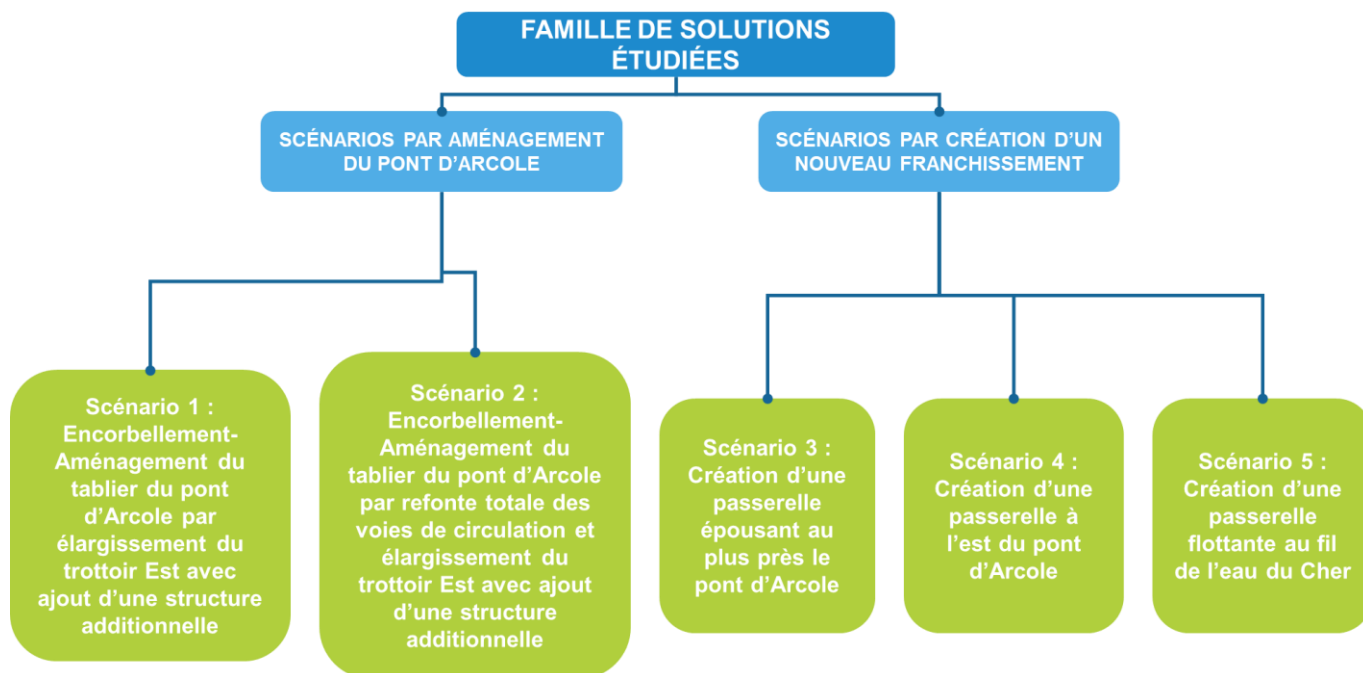 FAMILLE DE SOLUTIONS
ÉTUDIÉES
SCÉNARIOS PAR AMÉNAGEMENT
DU PONT D'ARCOLE
SCÉNARIOS PAR CRÉATION D'UN
NOUVEAU FRANCHISSEMENT
Scénario 1 :
Encorbellement-
Aménagement du
tablier du pont
d'Arcole par
élargissement du
trottoir Est avec
ajout d'une structure
additionnelle
Scénario 2 :
Encorbellement-
Aménagement du
tablier du pont d'Arcole
par refonte totale des
voies de circulation et
élargissement du
trottoir Est avec ajout
d'une structure
additionnelle
Scénario 3 :
Création d'une
passerelle
épousant au
plus près le
pont d'Arcole
Scénario 4 :
Création d'une
passerelle à
l'est du pont
d'Arcole
Scénario 5 :
Création d'une
passerelle
flottante au fil
de l'eau du Cher